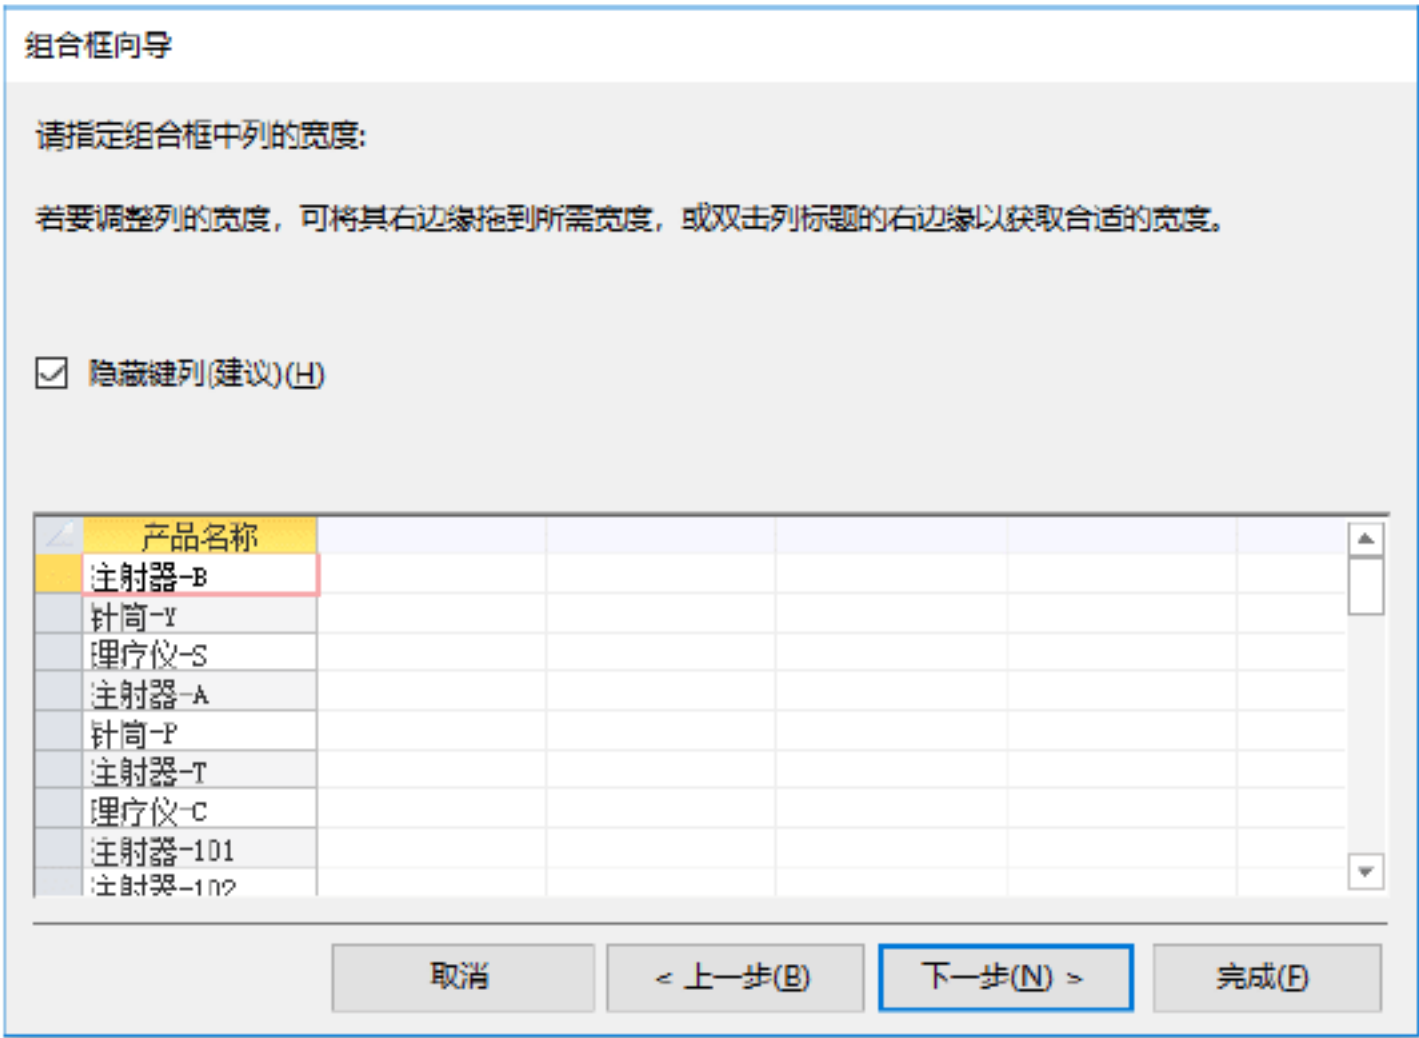 组合框向导
请指定组合框中列的宽度:
若要调整列的宽度，可将其右边缘拖到所需宽度，或双击列标题的右边缘以获取合适的宽度。
隐藏键列(建议)(H)
产品名称
注射器-B
针筒-Y
理疗仪-S
注射器-A
针筒-P
注射器-T
理疗仪-C
注射器-101
注射器-102
取消
< 上一步(B)
下一步(N) >
完成(F)